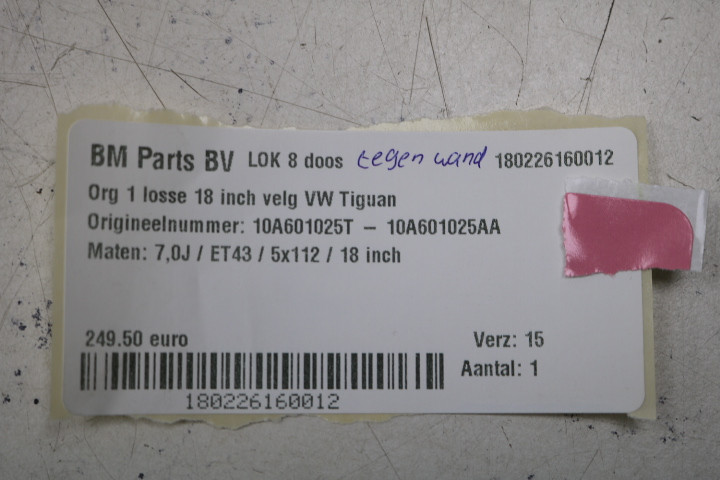 BM Parts BV LOK 8 doos tegen wand 180226160012
Org 1 losse 18 inch velg VW Tiguan
Origineelnummer: 10A601025T – 10A601025AA
Maten: 7,0J / ET43 / 5x112 / 18 inch
249.50 euro Verz: 15
Aantal: 1
180226160012